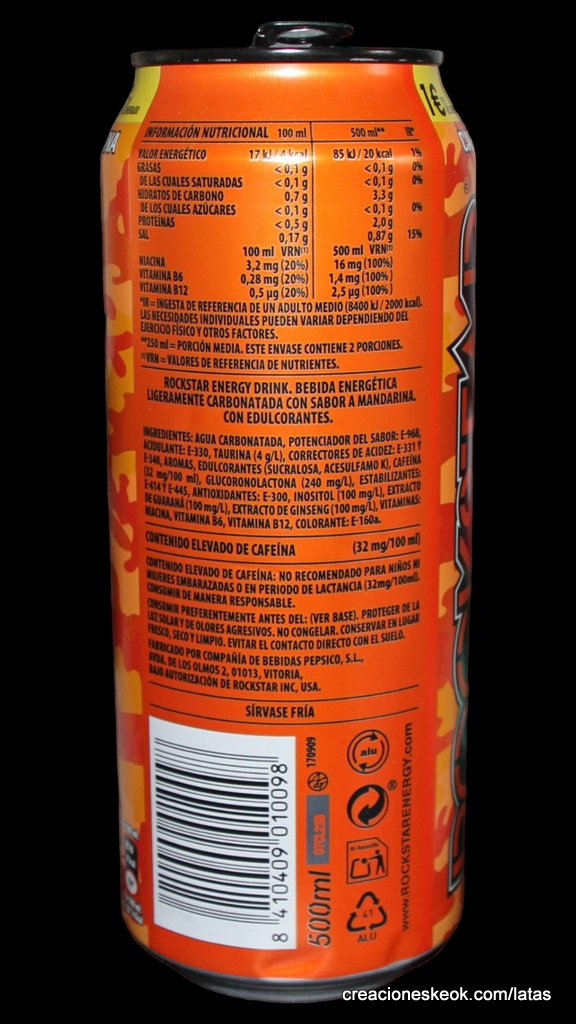 1€
INFORMACIÓN NUTRICIONAL 100 ml 500 ml** IR*
VALOR ENERGÉTICO 17 kJ / 4 kcal 85 kJ / 20 kcal 1%
GRASAS < 0,1 g < 0,1 g 0%
DE LAS CUALES SATURADAS < 0,1 g < 0,1 g 0%
HIDRATOS DE CARBONO 0,7 g 3,3 g
DE LOS CUALES AZÚCARES < 0,1 g < 0,1 g 0%
PROTEÍNAS < 0,5 g 2,0 g
SAL 0,17 g 0,87 g 15%
100 ml VRN(1) 500 ml VRN(1)
NIACINA 3,2 mg (20%) 16 mg (100%)
VITAMINA B6 0,28 mg (20%) 1,4 mg (100%)
VITAMINA B12 0,5 µg (20%) 2,5 µg (100%)
*IR = INGESTA DE REFERENCIA DE UN ADULTO MEDIO (8400 kJ / 2000 kcal).
LAS NECESIDADES INDIVIDUALES PUEDEN VARIAR DEPENDIENDO DEL
EJERCICIO FÍSICO Y OTROS FACTORES.
**250 ml = PORCIÓN MEDIA. ESTE ENVASE CONTIENE 2 PORCIONES.
(1) VRN = VALORES DE REFERENCIA DE NUTRIENTES.
ROCKSTAR ENERGY DRINK. BEBIDA ENERGÉTICA
LIGERAMENTE CARBONATADA CON SABOR A MANDARINA.
CON EDULCORANTES.
INGREDIENTES: AGUA CARBONATADA, POTENCIADOR DEL SABOR: E-968,
ACIDULANTE: E-330, TAURINA (4 g/L), CORRECTORES DE ACIDEZ: E-331 Y
E-340, AROMAS, EDULCORANTES (SUCRALOSA, ACESULFAMO K), CAFEÍNA
(32 mg/100 ml), GLUCORONOLACTONA (240 mg/L), ESTABILIZANTES:
E-414 Y E-445, ANTIOXIDANTES: E-300, INOSITOL (100 mg/L), EXTRACTO
DE GUARANÁ (100 mg/L), EXTRACTO DE GINSENG (100 mg/L), VITAMINAS:
NIACINA, VITAMINA B6, VITAMINA B12, COLORANTE: E-160a.
CONTENIDO ELEVADO DE CAFEÍNA (32 mg/100 ml)
CONTENIDO ELEVADO DE CAFEÍNA: NO RECOMENDADO PARA NIÑOS NI
MUJERES EMBARAZADAS O EN PERIODO DE LACTANCIA (32mg/100ml).
CONSUMIR DE MANERA RESPONSABLE.
CONSUMIR PREFERENTEMENTE ANTES DEL: (VER BASE). PROTEGER DE LA
LUZ SOLAR Y DE OLORES AGRESIVOS. NO CONGELAR. CONSERVAR EN LUGAR
FRESCO, SECO Y LIMPIO. EVITAR EL CONTACTO DIRECTO CON EL SUELO.
FABRICADO POR COMPAÑÍA DE BEBIDAS PEPSICO, S.L.,
AVDA. DE LOS OLMOS 2, 01013, VITORIA,
BAJO AUTORIZACIÓN DE ROCKSTAR INC, USA.
SÍRVASE FRÍA
8 410409 010098
170909
07CL23B
500ml
alu
Al Amarillo
41
ALU
www.ROCKSTARENERGY.com
creacioneskeok.com/latas